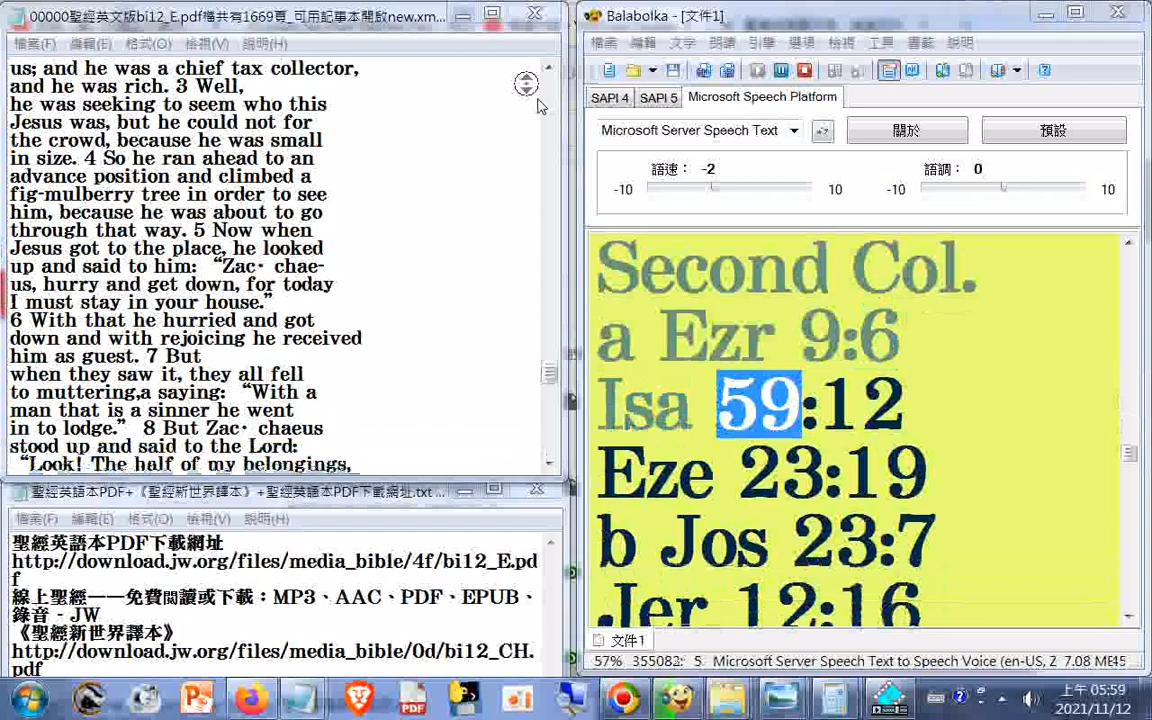 00000聖經英文版bi12_E.pdf檔共有1669頁_可用記事本開啟new.xm...
檔案(F) 編輯(E) 格式(O) 檢視(V) 說明(H)
us; and he was a chief tax collector,
and he was rich. 3 Well,
he was seeking to seem who this
Jesus was, but he could not for
the crowd, because he was small
in size. 4 So he ran ahead to an
advance position and climbed a
fig-mulberry tree in order to see
him, because he was about to go
through that way. 5 Now when
Jesus got to the place, he looked
up and said to him: “Zac· chae-
us, hurry and get down, for today
I must stay in your house.”
6 With that he hurried and got
down and with rejoicing he received
him as guest. 7 But
when they saw it, they all fell
to muttering,a saying: “With a
man that is a sinner he went
in to lodge.” 8 But Zac· chaeus
stood up and said to the Lord:
“Look! The half of my belongings,
聖經英語本PDF+《聖經新世界譯本》+聖經英語本PDF下載網址.txt ...
檔案(F) 編輯(E) 格式(O) 檢視(V) 說明(H)
聖經英語本PDF下載網址
http://download.jw.org/files/media_bible/4f/bi12_E.pd
f
線上聖經——免費閱讀或下載：MP3、AAC、PDF、EPUB、
錄音 - JW
《聖經新世界譯本》
http://download.jw.org/files/media_bible/0d/bi12_CH.
pdf
Balabolka - [文件1]
檔案 編輯 文字 朗讀 引擎 選項 檢視 工具 書籤 說明
SAPI 4 SAPI 5 Microsoft Speech Platform
Microsoft Server Speech Text 關於 預設
語速： -2 語調： 0
-10 10 -10 10
Second Col.
a Ezr 9:6
Isa 59:12
Eze 23:19
b Jos 23:7
Jer 12:16
文件1
57% 355082: 5 Microsoft Server Speech Text to Speech Voice (en-US, Z 7.08 ME45
PDF
上午 05:59
2021/11/12